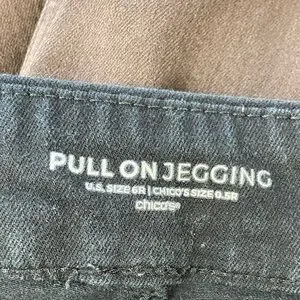 PULL ON JEGGING
U.S. SIZE 6R | CHICO'S SIZE 0.5R
chico's®